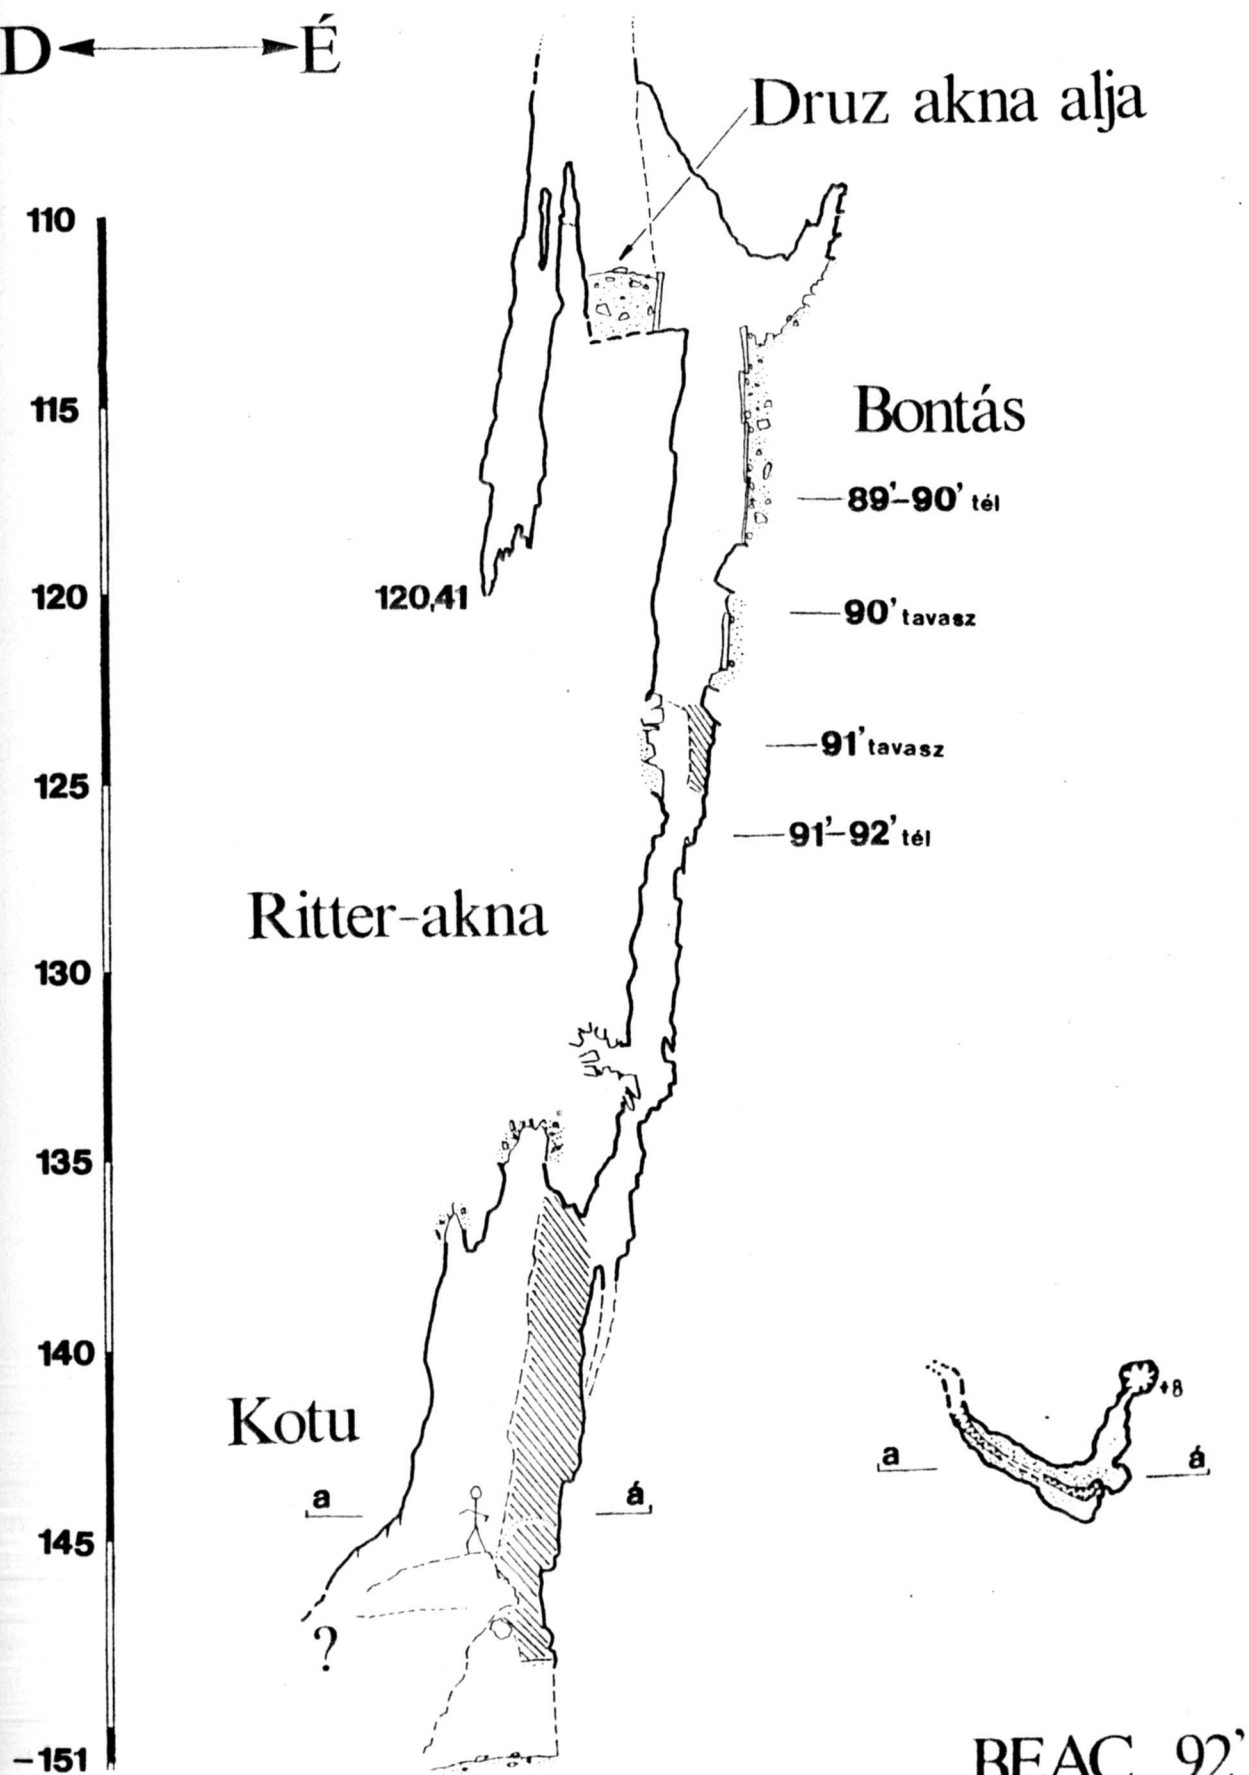 D É
Druz akna alja
110
115
Bontás
89'-90' tél
120
120,41
90' tavasz
91' tavasz
125
91'-92' tél
Ritter-akna
130
135
140
+8
Kotu
a á
a á
145
?
-151
BEAC 92'